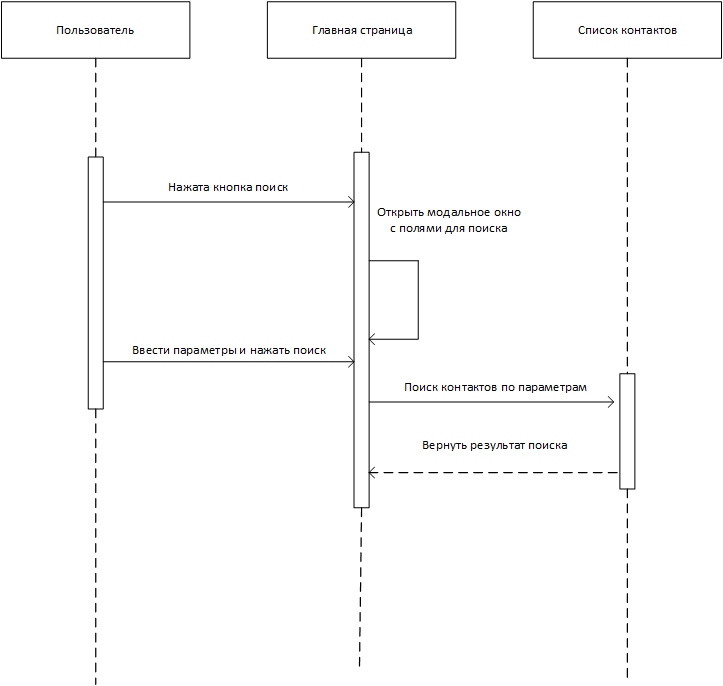 Пользователь
Главная страница
Список контактов
Нажата кнопка поиск
Открыть модальное окно
с полями для поиска
Ввести параметры и нажать поиск
Поиск контактов по параметрам
Вернуть результат поиска